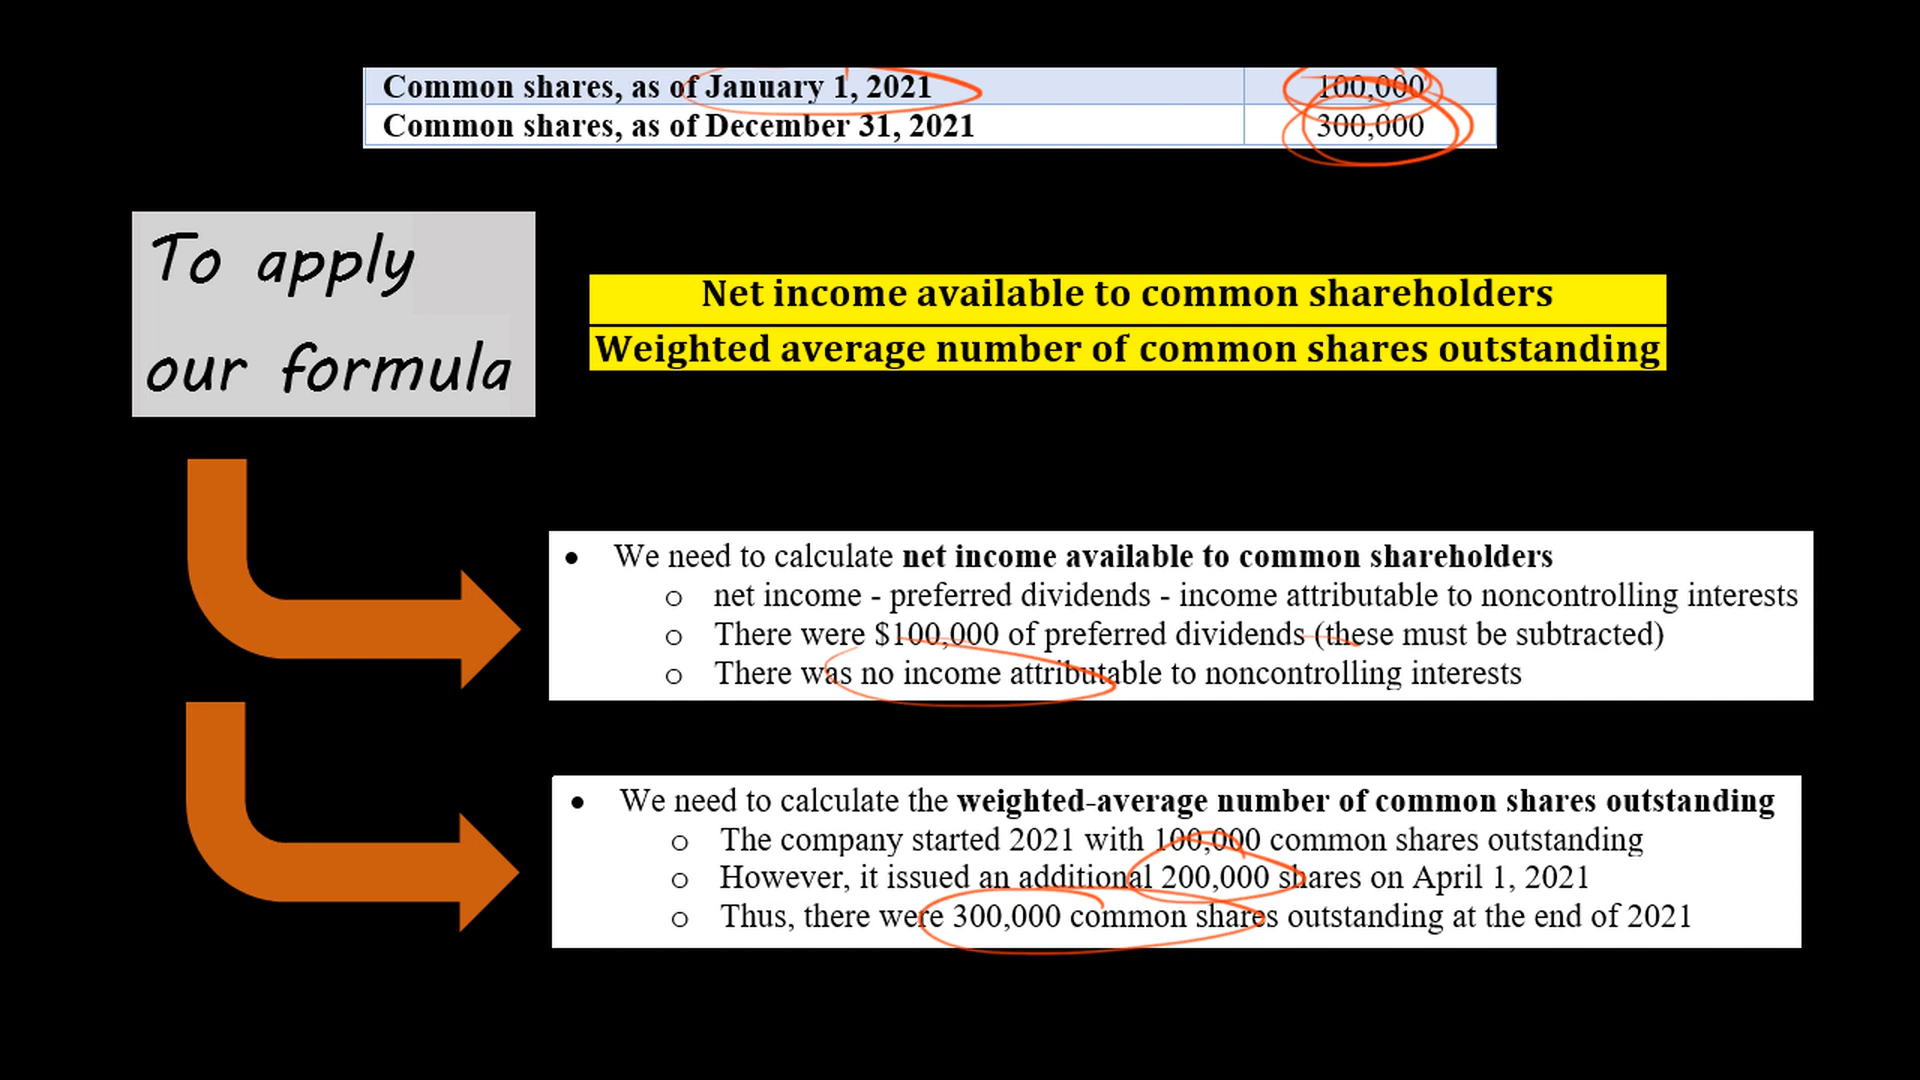 Common shares, as of January 1, 2021 100,000
Common shares, as of December 31, 2021 300,000
To apply
our formula
Net income available to common shareholders
Weighted average number of common shares outstanding
• We need to calculate net income available to common shareholders
o net income - preferred dividends - income attributable to noncontrolling interests
o There were $100,000 of preferred dividends (these must be subtracted)
o There was no income attributable to noncontrolling interests
• We need to calculate the weighted-average number of common shares outstanding
o The company started 2021 with 100,000 common shares outstanding
o However, it issued an additional 200,000 shares on April 1, 2021
o Thus, there were 300,000 common shares outstanding at the end of 2021